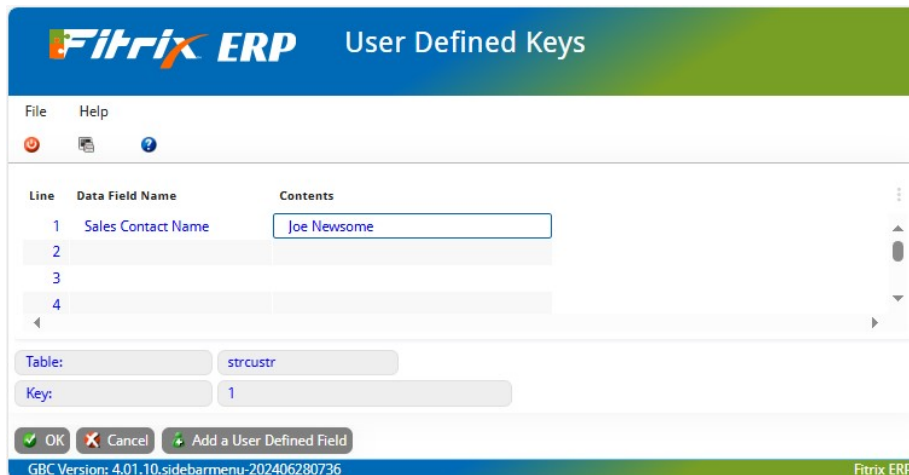 Fitrix ERP User Defined Keys
File Help
Line Data Field Name Contents
1 Sales Contact Name Joe Newsome
2
3
4
Table: strcustr
Key: 1
OK Cancel Add a User Defined Field
GBC Version: 4.01.10.sidebarmenu-202406280736 Fitrix ERP